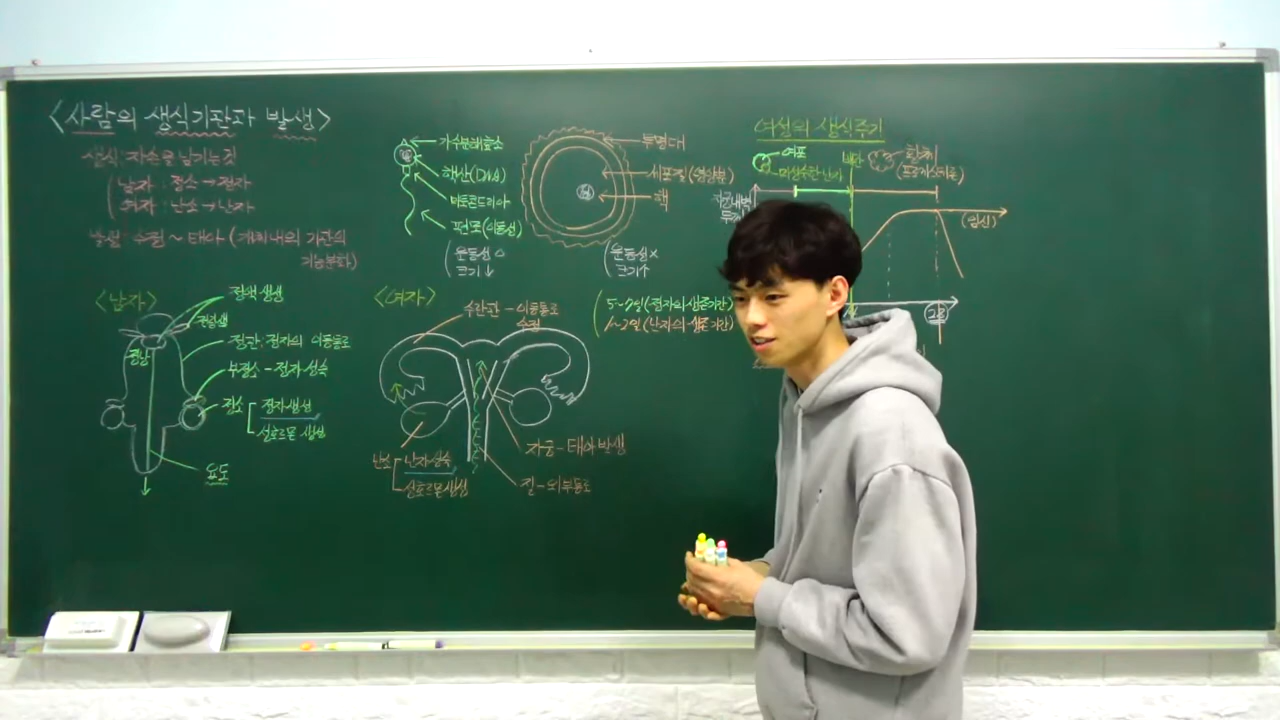 <사람의 생식기관과 발생>
생식: 자손을 남기는 것
남자: 정소 → 정자
여자: 난소 → 난자
발생: 수정 ~ 태아 (개체 내의 기관의
기능분화)
가수분해효소
핵산(DNA)
미토콘드리아
편모(이동성)
운동성 ○
크기↓
투명대
세포질(영양분)
핵
운동성 ×
크기↑
여성의 생식주기
여포
미성숙한 난자
배란
황체
(프로게스테론)
자궁내벽
두께
(임신)
28
5-7일(정자의 생존기간)
1~2일(난자의 생존기간)
<남자>
정액 생성
전립샘
정낭
정관: 정자의 이동통로
부정소 - 정자 성숙
정소
정자 생성
성호르몬 생성
요도
<여자>
수란관 - 이동통로
수정
난소
난자 성숙
성호르몬 생성
자궁 - 태아 발생
질 - 외부통로